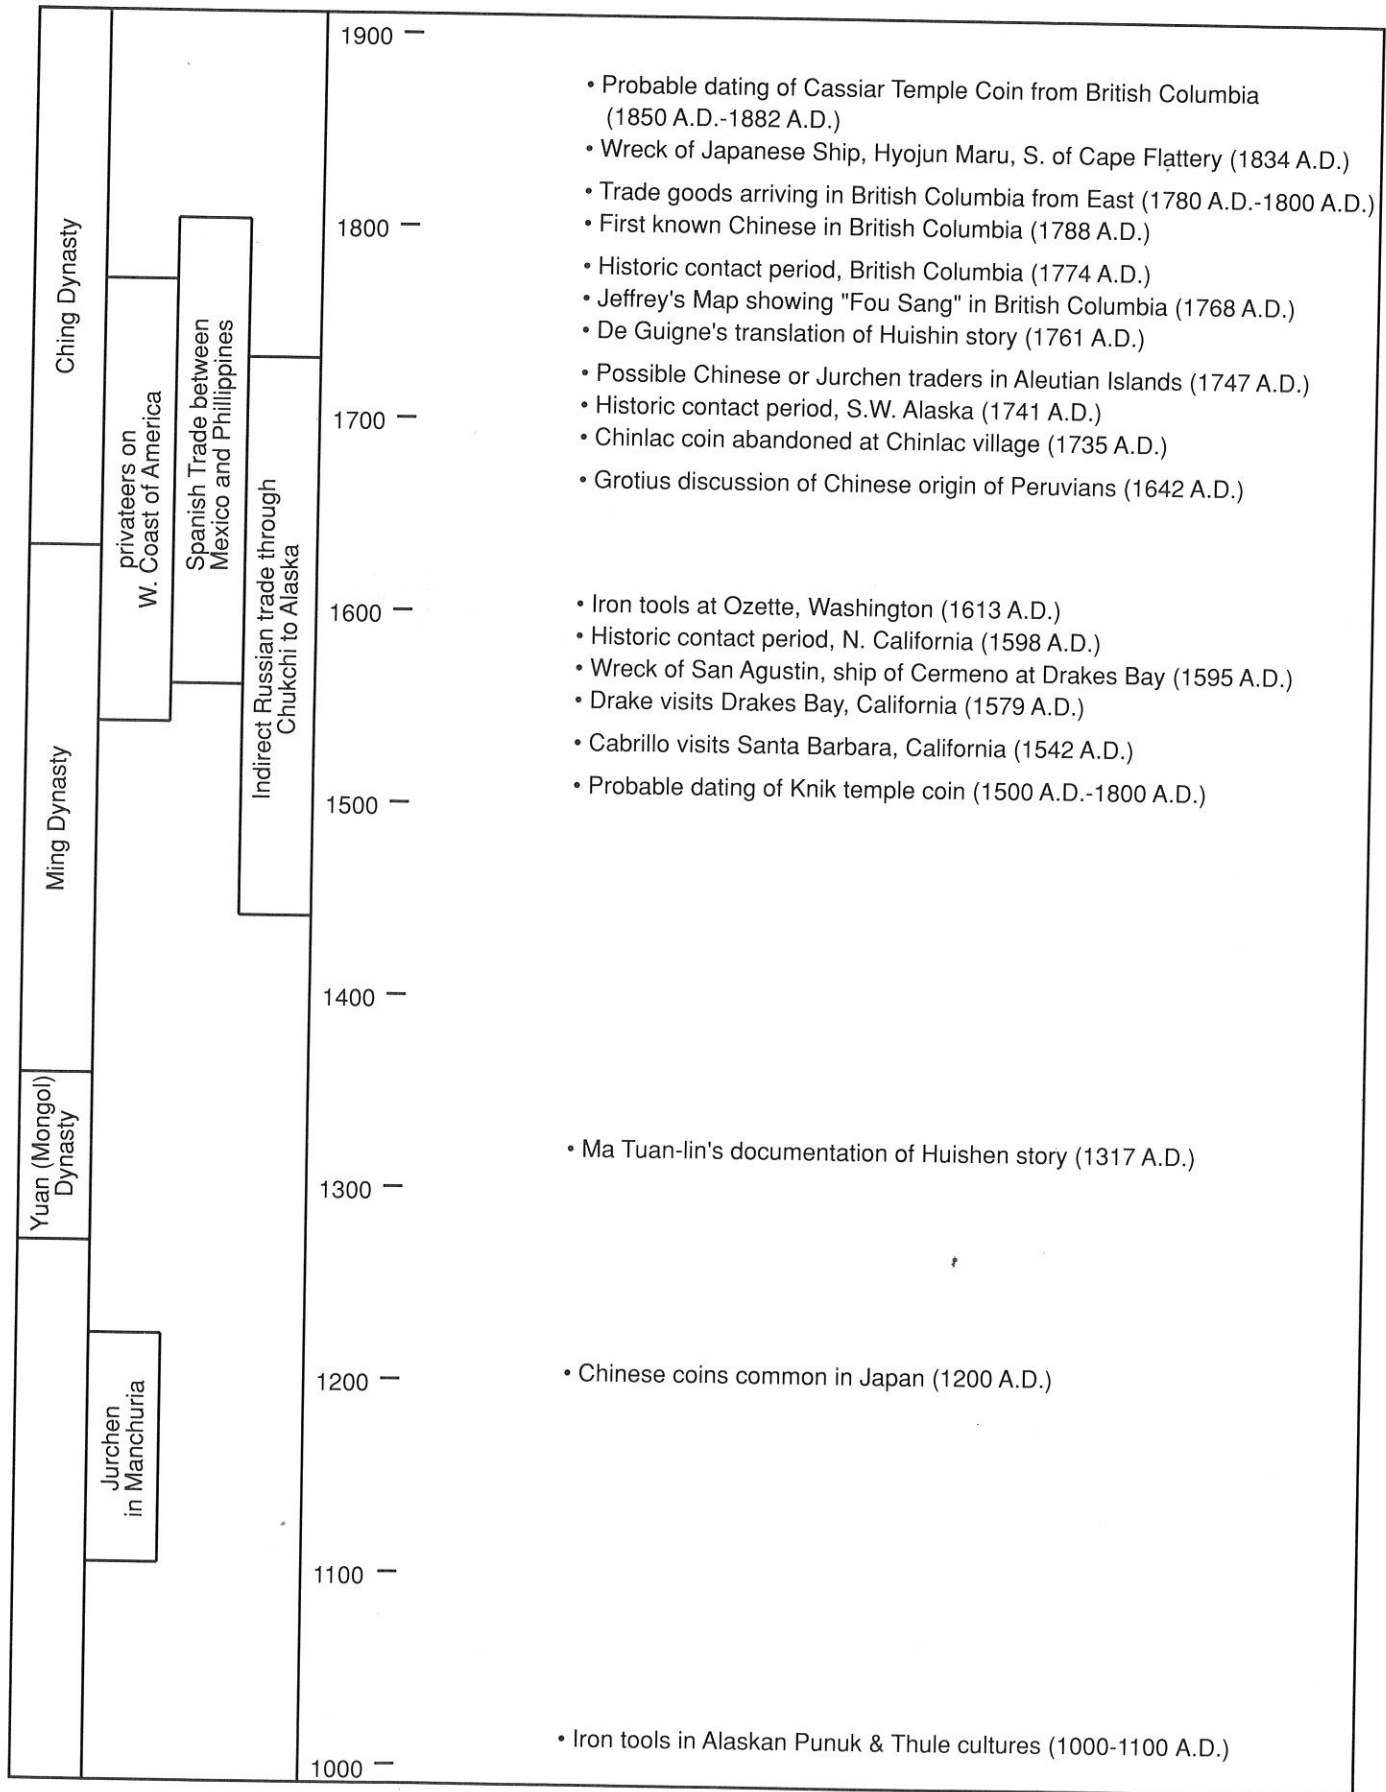 1900
• Probable dating of Cassiar Temple Coin from British Columbia
(1850 A.D.-1882 A.D.)
• Wreck of Japanese Ship, Hyojun Maru, S. of Cape Flattery (1834 A.D.)
• Trade goods arriving in British Columbia from East (1780 A.D.-1800 A.D.)
1800
• First known Chinese in British Columbia (1788 A.D.)
• Historic contact period, British Columbia (1774 A.D.)
• Jeffrey's Map showing "Fou Sang" in British Columbia (1768 A.D.)
• De Guigne's translation of Huishin story (1761 A.D.)
• Possible Chinese or Jurchen traders in Aleutian Islands (1747 A.D.)
1700
• Historic contact period, S.W. Alaska (1741 A.D.)
• Chinlac coin abandoned at Chinlac village (1735 A.D.)
• Grotius discussion of Chinese origin of Peruvians (1642 A.D.)
1600
• Iron tools at Ozette, Washington (1613 A.D.)
• Historic contact period, N. California (1598 A.D.)
• Wreck of San Agustin, ship of Cermeno at Drakes Bay (1595 A.D.)
• Drake visits Drakes Bay, California (1579 A.D.)
• Cabrillo visits Santa Barbara, California (1542 A.D.)
1500
• Probable dating of Knik temple coin (1500 A.D.-1800 A.D.)
1400
• Ma Tuan-lin's documentation of Huishen story (1317 A.D.)
1300
1200
• Chinese coins common in Japan (1200 A.D.)
1100
• Iron tools in Alaskan Punuk & Thule cultures (1000-1100 A.D.)
1000
Ching Dynasty
Ming Dynasty
Yuan (Mongol)
Dynasty
privateers on
W. Coast of America
Spanish Trade between
Mexico and Phillippines
Indirect Russian trade through
Chukchi to Alaska
Jurchen
in Manchuria